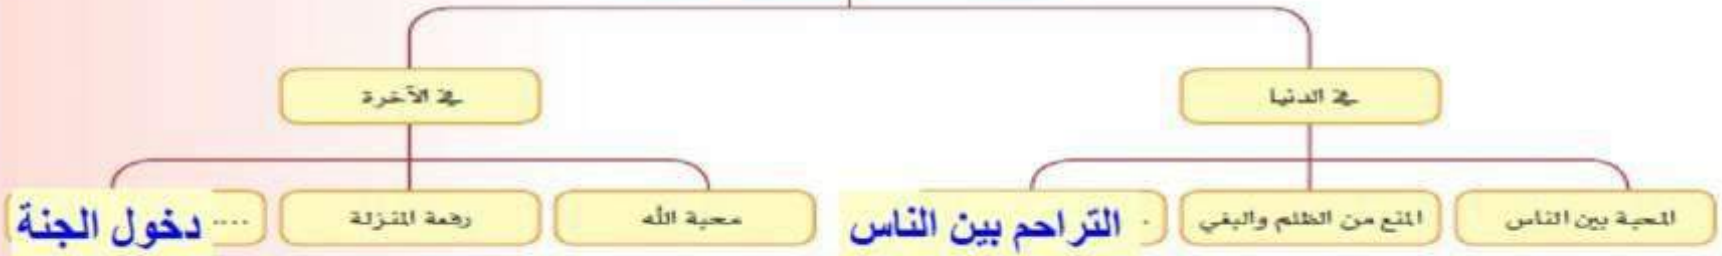 في الدنيا
في الآخرة
المحبة بين الناس
المنع من الظلم والبغي
التراحم بين الناس
محبة الله
رفعة المنزلة
.... دخول الجنة